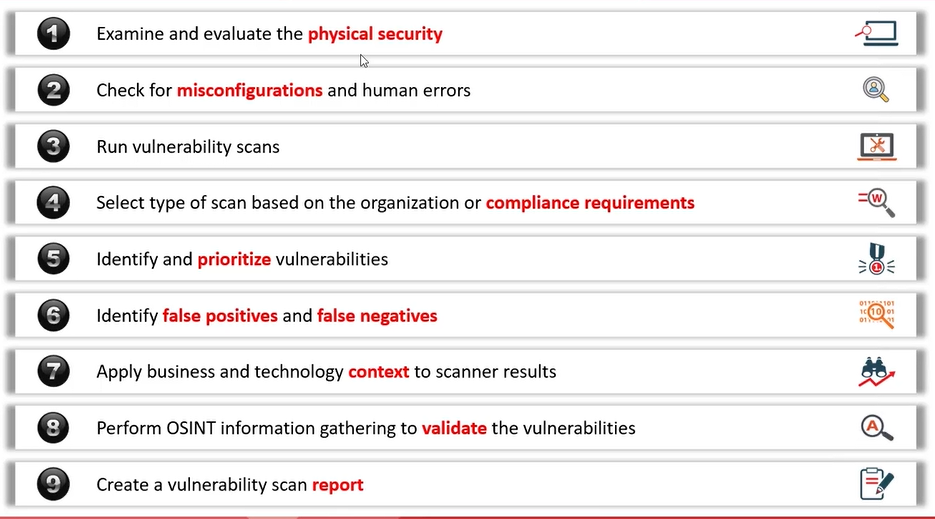 1 Examine and evaluate the physical security
2 Check for misconfigurations and human errors
3 Run vulnerability scans
4 Select type of scan based on the organization or compliance requirements
5 Identify and prioritize vulnerabilities
6 Identify false positives and false negatives
7 Apply business and technology context to scanner results
8 Perform OSINT information gathering to validate the vulnerabilities
9 Create a vulnerability scan report